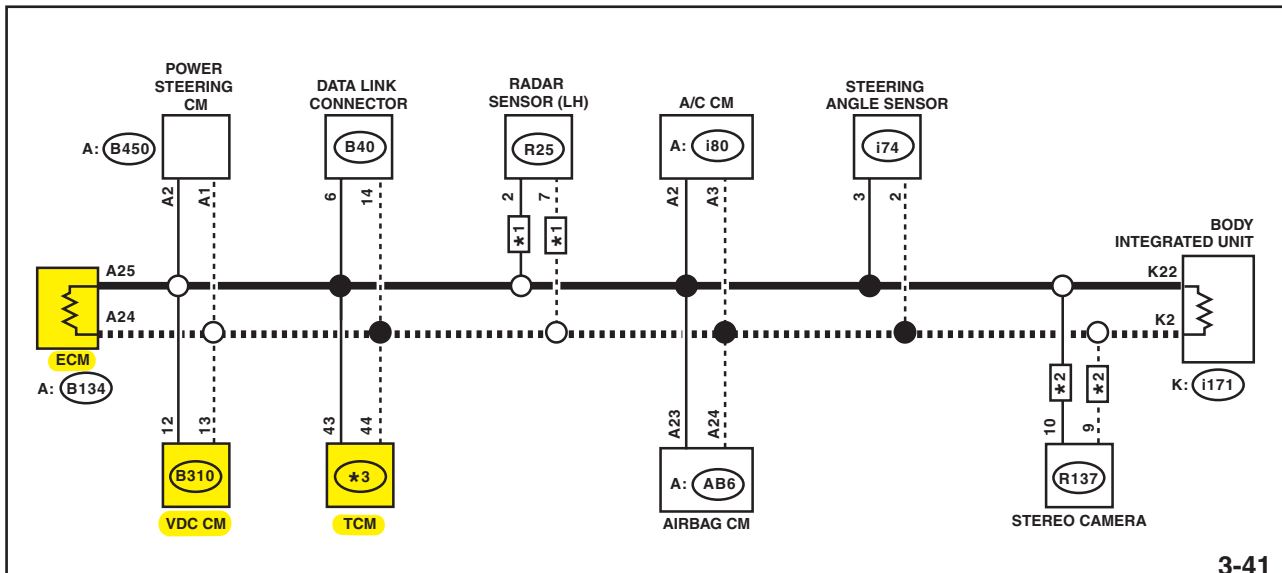 POWER
STEERING
CM
DATA LINK
CONNECTOR
RADAR
SENSOR (LH)
A/C CM
STEERING
ANGLE SENSOR
A: B450
B40
R25
A: i80
i74
A2
A1
6
14
2
7
A2
A3
3
2
*1
*1
BODY
INTEGRATED UNIT
A25
K22
A24
K2
ECM
A: B134
K: i171
*2
*2
12
13
43
44
A23
A24
10
9
B310
*3
A: AB6
R137
VDC CM
TCM
AIRBAG CM
STEREO CAMERA
3-41